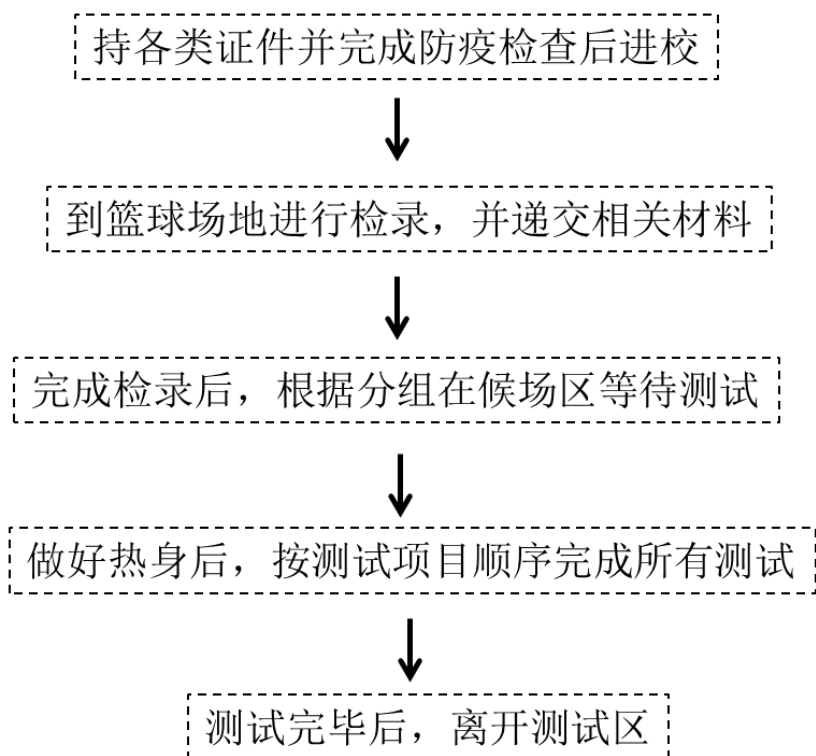 持各类证件并完成防疫检查后进校
到篮球场地进行检录，并递交相关材料
完成检录后，根据分组在候场区等待测试
做好热身后，按测试项目顺序完成所有测试
测试完毕后，离开测试区